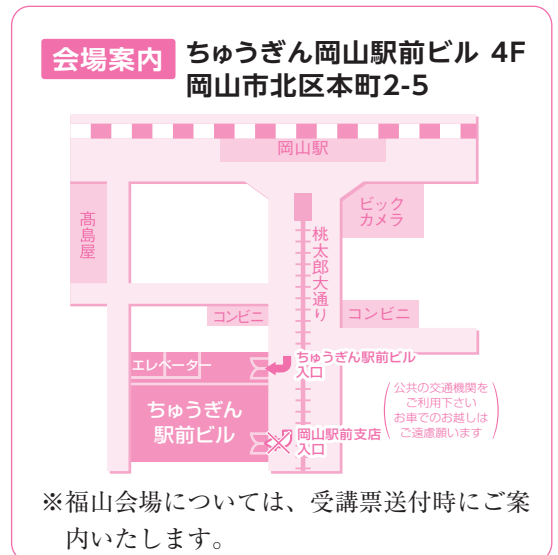 会場案内
ちゅうぎん岡山駅前ビル 4F
岡山市北区本町2-5
岡山駅
髙島屋
ビック
カメラ
桃太郎大通り
コンビニ
コンビニ
エレベーター
ちゅうぎん駅前ビル
入口
ちゅうぎん
駅前ビル
岡山駅前支店
入口
公共の交通機関を
ご利用下さい
お車でのお越しは
ご遠慮願います
※福山会場については、受講票送付時にご案
内いたします。